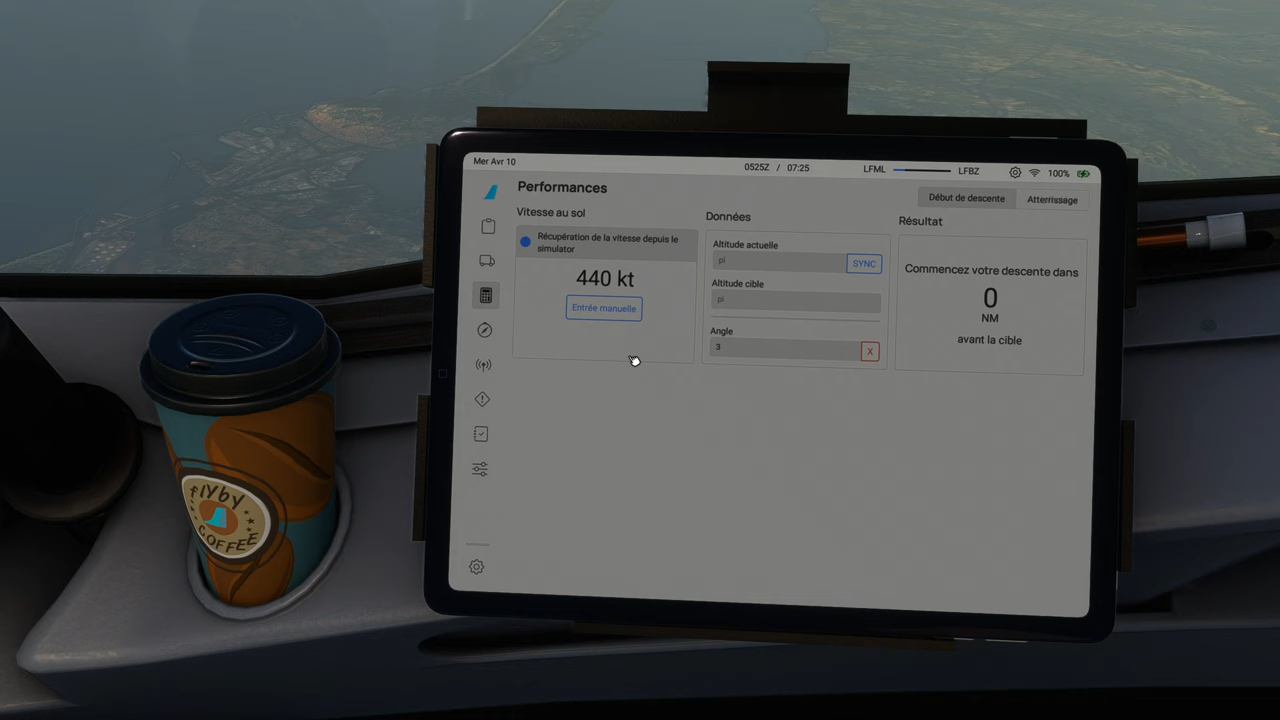 Mer Avr 10
0525Z / 07:25
LFML
LFBZ
100%
Performances
Début de descente
Atterrissage
Vitesse au sol
Récupération de la vitesse depuis le
simulator
440 kt
Entrée manuelle
Données
Altitude actuelle
pi
SYNC
Altitude cible
pi
Angle
3
X
Résultat
Commencez votre descente dans
0
NM
avant la cible
flyby
COFFEE